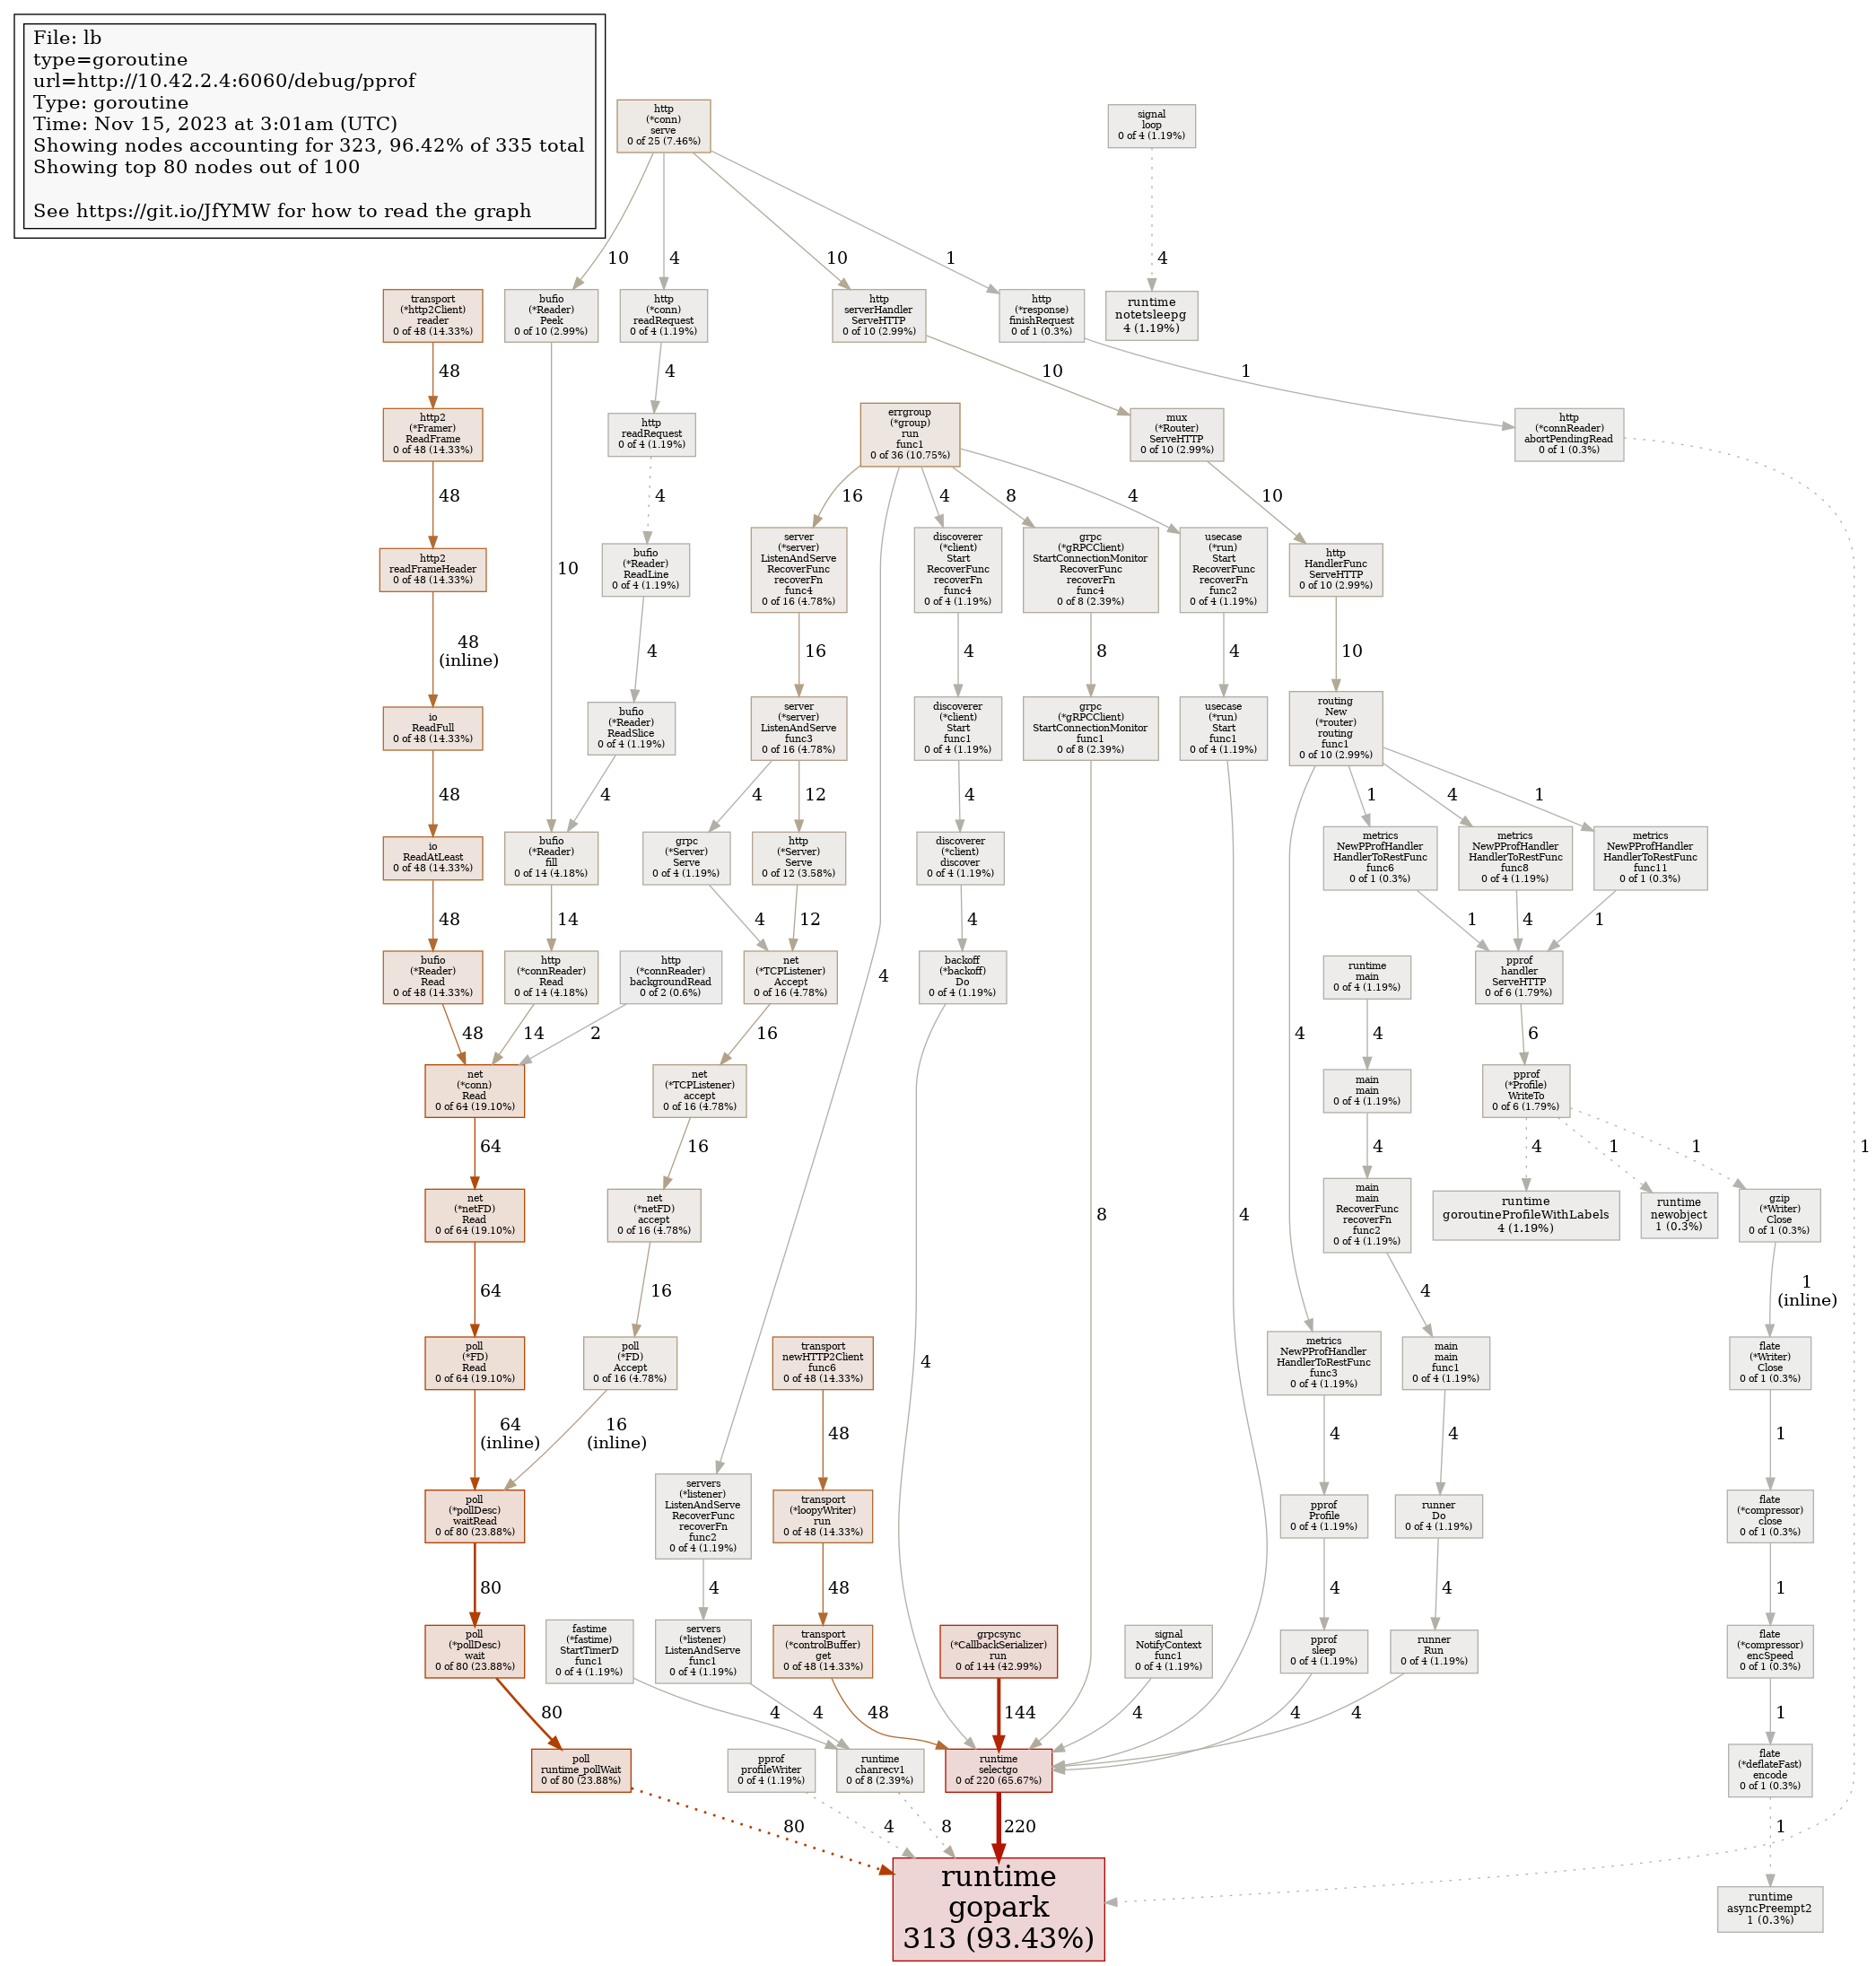 File: lb
type=goroutine
url=http://10.42.2.4:6060/debug/pprof
Type: goroutine
Time: Nov 15, 2023 at 3:01am (UTC)
Showing nodes accounting for 323, 96.42% of 335 total
Showing top 80 nodes out of 100
See https://git.io/JfYMW for how to read the graph
http
(*conn)
serve
0 of 25 (7.46%)
signal
loop
0 of 4 (1.19%)
10
4
10
1
4
transport
(*http2Client)
reader
0 of 48 (14.33%)
bufio
(*Reader)
Peek
0 of 10 (2.99%)
http
(*conn)
readRequest
0 of 4 (1.19%)
http
serverHandler
ServeHTTP
0 of 10 (2.99%)
http
(*response)
finishRequest
0 of 1 (0.3%)
runtime
notetsleepg
4 (1.19%)
48
4
10
1
http2
(*Framer)
ReadFrame
0 of 48 (14.33%)
http
readRequest
0 of 4 (1.19%)
errgroup
(*group)
run
func1
0 of 36 (10.75%)
mux
(*Router)
ServeHTTP
0 of 10 (2.99%)
http
(*connReader)
abortPendingRead
0 of 1 (0.3%)
48
4
16
4
8
4
10
http2
readFrameHeader
0 of 48 (14.33%)
10
bufio
(*Reader)
ReadLine
0 of 4 (1.19%)
server
(*server)
ListenAndServe
RecoverFunc
recoverFn
func4
0 of 16 (4.78%)
discoverer
(*client)
Start
RecoverFunc
recoverFn
func4
0 of 4 (1.19%)
grpc
(*gRPCClient)
StartConnectionMonitor
RecoverFunc
recoverFn
func4
0 of 8 (2.39%)
usecase
(*run)
Start
RecoverFunc
recoverFn
func2
0 of 4 (1.19%)
http
HandlerFunc
ServeHTTP
0 of 10 (2.99%)
48
(inline)
4
16
4
8
4
10
io
ReadFull
0 of 48 (14.33%)
bufio
(*Reader)
ReadSlice
0 of 4 (1.19%)
server
(*server)
ListenAndServe
func3
0 of 16 (4.78%)
discoverer
(*client)
Start
func1
0 of 4 (1.19%)
grpc
(*gRPCClient)
StartConnectionMonitor
func1
0 of 8 (2.39%)
usecase
(*run)
Start
func1
0 of 4 (1.19%)
routing
New
(*router)
routing
func1
0 of 10 (2.99%)
48
4
4
12
4
1
4
1
io
ReadAtLeast
0 of 48 (14.33%)
bufio
(*Reader)
fill
0 of 14 (4.18%)
grpc
(*Server)
Serve
0 of 4 (1.19%)
http
(*Server)
Serve
0 of 12 (3.58%)
discoverer
(*client)
discover
0 of 4 (1.19%)
metrics
NewPProfHandler
HandlerToRestFunc
func6
0 of 1 (0.3%)
metrics
NewPProfHandler
HandlerToRestFunc
func8
0 of 4 (1.19%)
metrics
NewPProfHandler
HandlerToRestFunc
func11
0 of 1 (0.3%)
48
14
4
12
4
1
4
1
bufio
(*Reader)
Read
0 of 48 (14.33%)
http
(*connReader)
Read
0 of 14 (4.18%)
http
(*connReader)
backgroundRead
0 of 2 (0.6%)
net
(*TCPListener)
Accept
0 of 16 (4.78%)
4
backoff
(*backoff)
Do
0 of 4 (1.19%)
runtime
main
0 of 4 (1.19%)
pprof
handler
ServeHTTP
0 of 6 (1.79%)
48
14
2
16
4
4
6
net
(*conn)
Read
0 of 64 (19.10%)
net
(*TCPListener)
accept
0 of 16 (4.78%)
main
main
0 of 4 (1.19%)
pprof
(*Profile)
WriteTo
0 of 6 (1.79%)
64
16
4
4
1
1
1
net
(*netFD)
Read
0 of 64 (19.10%)
net
(*netFD)
accept
0 of 16 (4.78%)
8
4
main
main
RecoverFunc
recoverFn
func2
0 of 4 (1.19%)
runtime
goroutineProfileWithLabels
4 (1.19%)
runtime
newobject
1 (0.3%)
gzip
(*Writer)
Close
0 of 1 (0.3%)
64
16
4
1
(inline)
poll
(*FD)
Read
0 of 64 (19.10%)
poll
(*FD)
Accept
0 of 16 (4.78%)
transport
newHTTP2Client
func6
0 of 48 (14.33%)
4
metrics
NewPProfHandler
HandlerToRestFunc
func3
0 of 4 (1.19%)
main
main
func1
0 of 4 (1.19%)
flate
(*Writer)
Close
0 of 1 (0.3%)
64
(inline)
16
(inline)
48
4
4
1
poll
(*pollDesc)
waitRead
0 of 80 (23.88%)
servers
(*listener)
ListenAndServe
RecoverFunc
recoverFn
func2
0 of 4 (1.19%)
transport
(*loopyWriter)
run
0 of 48 (14.33%)
pprof
Profile
0 of 4 (1.19%)
runner
Do
0 of 4 (1.19%)
flate
(*compressor)
close
0 of 1 (0.3%)
80
4
48
4
4
1
poll
(*pollDesc)
wait
0 of 80 (23.88%)
fastime
(*fastime)
StartTimerD
func1
0 of 4 (1.19%)
servers
(*listener)
ListenAndServe
func1
0 of 4 (1.19%)
transport
(*controlBuffer)
get
0 of 48 (14.33%)
grpcsync
(*CallbackSerializer)
run
0 of 144 (42.99%)
signal
NotifyContext
func1
0 of 4 (1.19%)
pprof
sleep
0 of 4 (1.19%)
runner
Run
0 of 4 (1.19%)
flate
(*compressor)
encSpeed
0 of 1 (0.3%)
80
4
4
48
144
4
4
4
1
poll
runtime_pollWait
0 of 80 (23.88%)
pprof
profileWriter
0 of 4 (1.19%)
runtime
chanrecv1
0 of 8 (2.39%)
runtime
selectgo
0 of 220 (65.67%)
flate
(*deflateFast)
encode
0 of 1 (0.3%)
80
4
8
220
1
runtime
gopark
313 (93.43%)
runtime
asyncPreempt2
1 (0.3%)